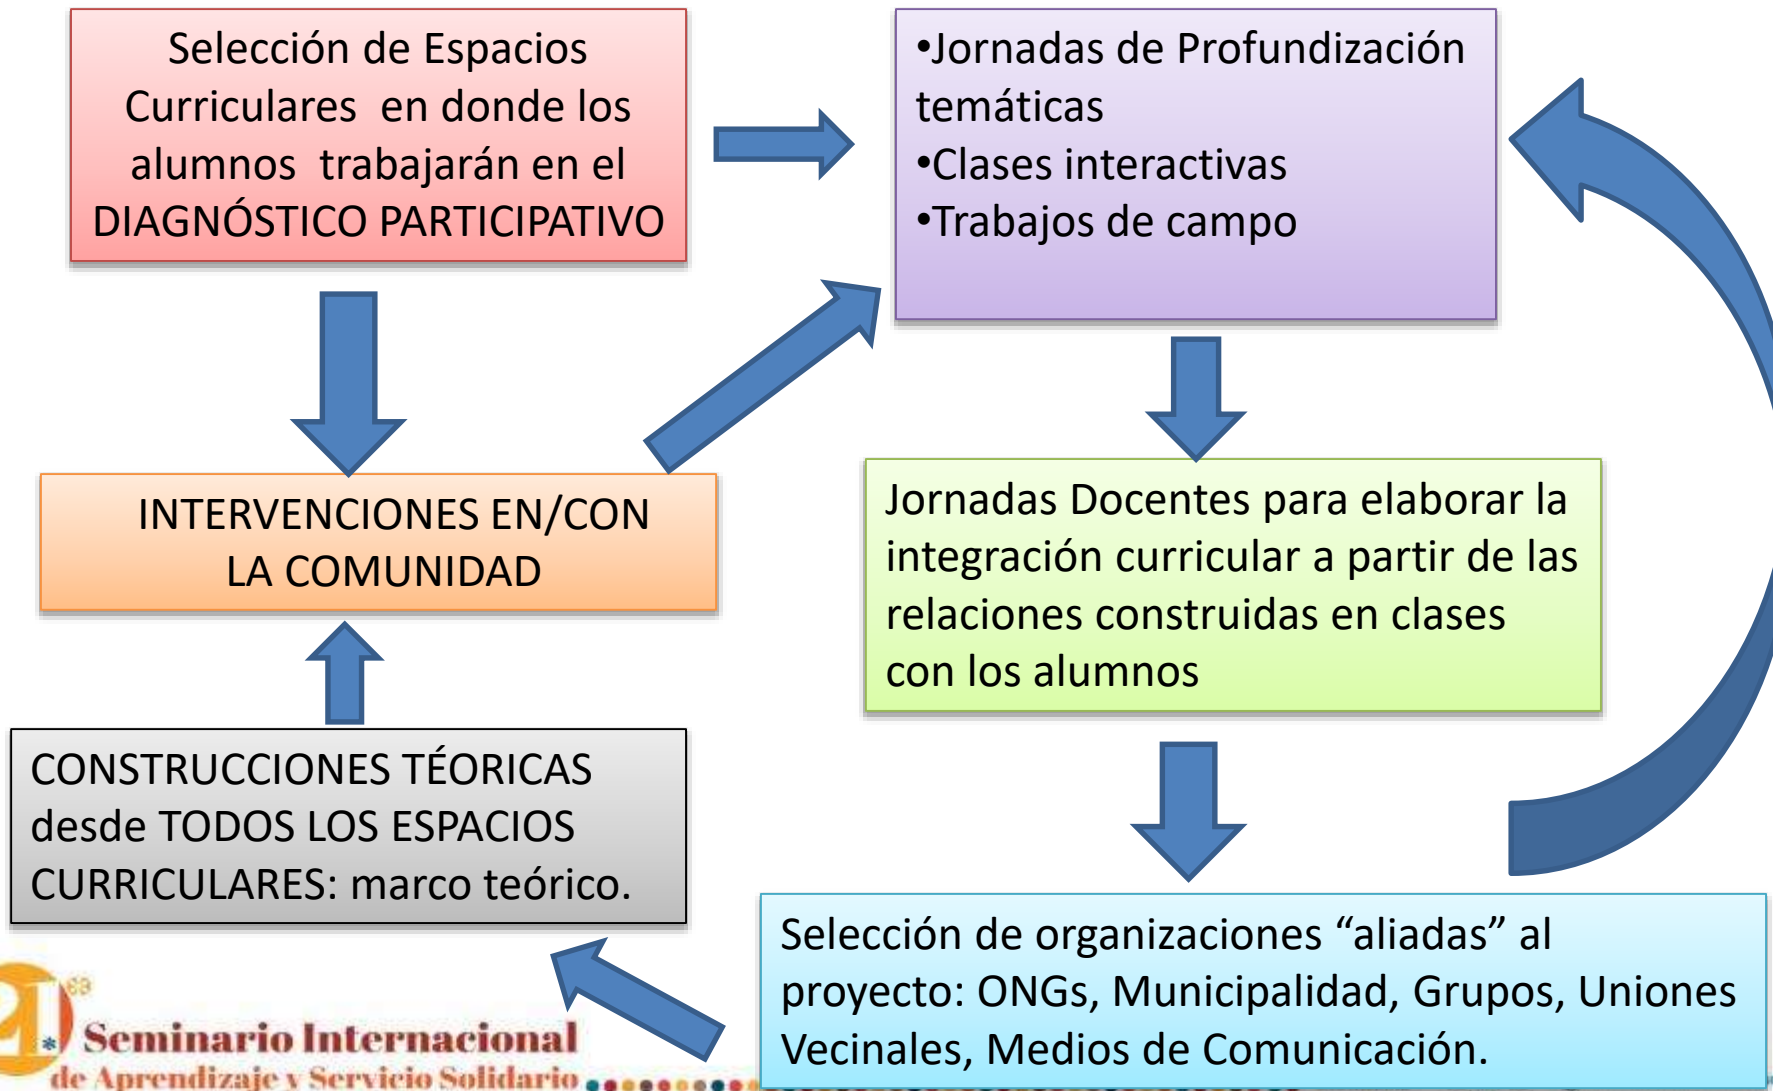 Selección de Espacios
Curriculares en donde los
alumnos trabajarán en el
DIAGNÓSTICO PARTICIPATIVO
•Jornadas de Profundización
temáticas
•Clases interactivas
•Trabajos de campo
INTERVENCIONES EN/CON
LA COMUNIDAD
Jornadas Docentes para elaborar la
integración curricular a partir de las
relaciones construidas en clases
con los alumnos
CONSTRUCCIONES TÉORICAS
desde TODOS LOS ESPACIOS
CURRICULARES: marco teórico.
Selección de organizaciones “aliadas” al
proyecto: ONGs, Municipalidad, Grupos, Uniones
Vecinales, Medios de Comunicación.
Seminario Internacional
de Aprendizaje y Servicio Solidario